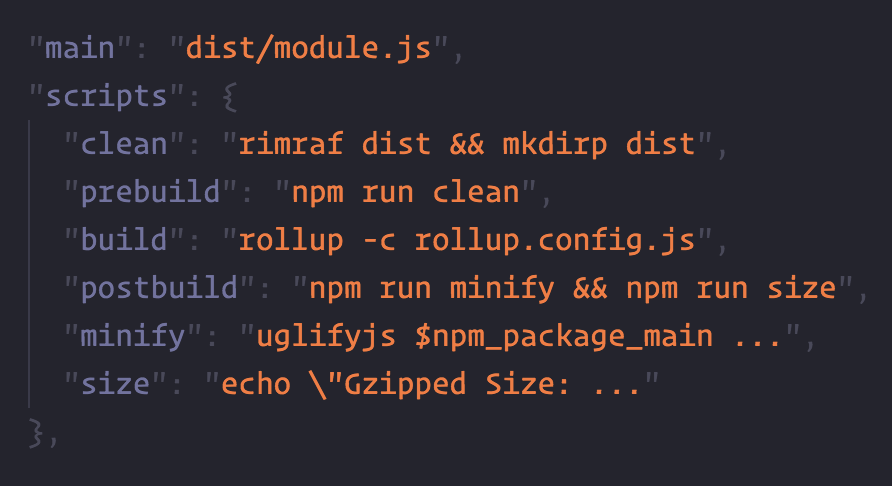 "main": "dist/module.js",
"scripts": {
"clean": "rimraf dist && mkdirp dist",
"prebuild": "npm run clean",
"build": "rollup -c rollup.config.js",
"postbuild": "npm run minify && npm run size",
"minify": "uglifyjs $npm_package_main ...",
"size": "echo \"Gzipped Size: ..."
},